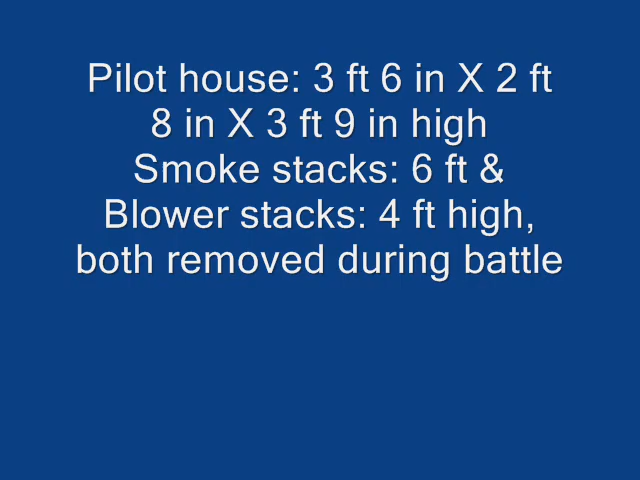 Pilot house: 3 ft 6 in X 2 ft
8 in X 3 ft 9 in high
Smoke stacks: 6 ft &
Blower stacks: 4 ft high,
both removed during battle